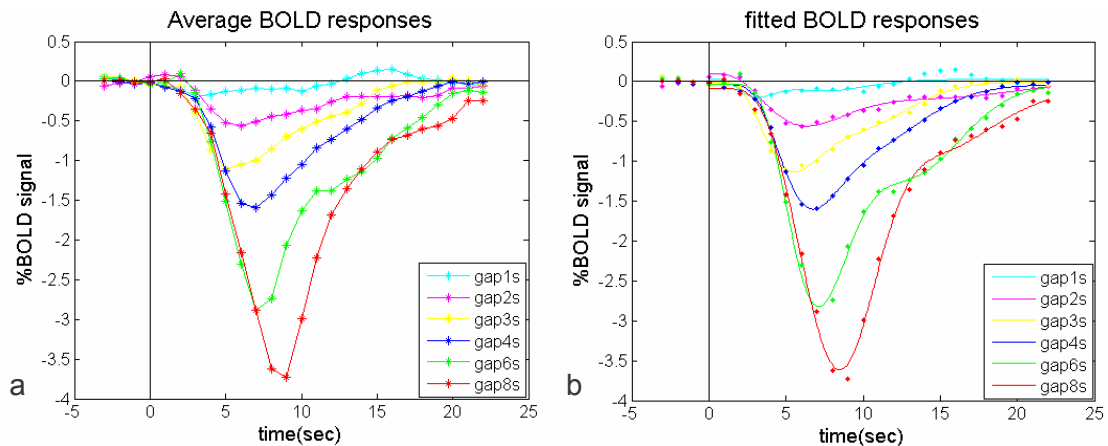 Average BOLD responses
0.5
0
-0.5
-1
-1.5
-2
-2.5
-3
-3.5
-4
%BOLD signal
-5 0 5 10 15 20 25
time(sec)
gap1s
gap2s
gap3s
gap4s
gap6s
gap8s
a
fitted BOLD responses
0.5
0
-0.5
-1
-1.5
-2
-2.5
-3
-3.5
-4
%BOLD signal
-5 0 5 10 15 20 25
time(sec)
gap1s
gap2s
gap3s
gap4s
gap6s
gap8s
b